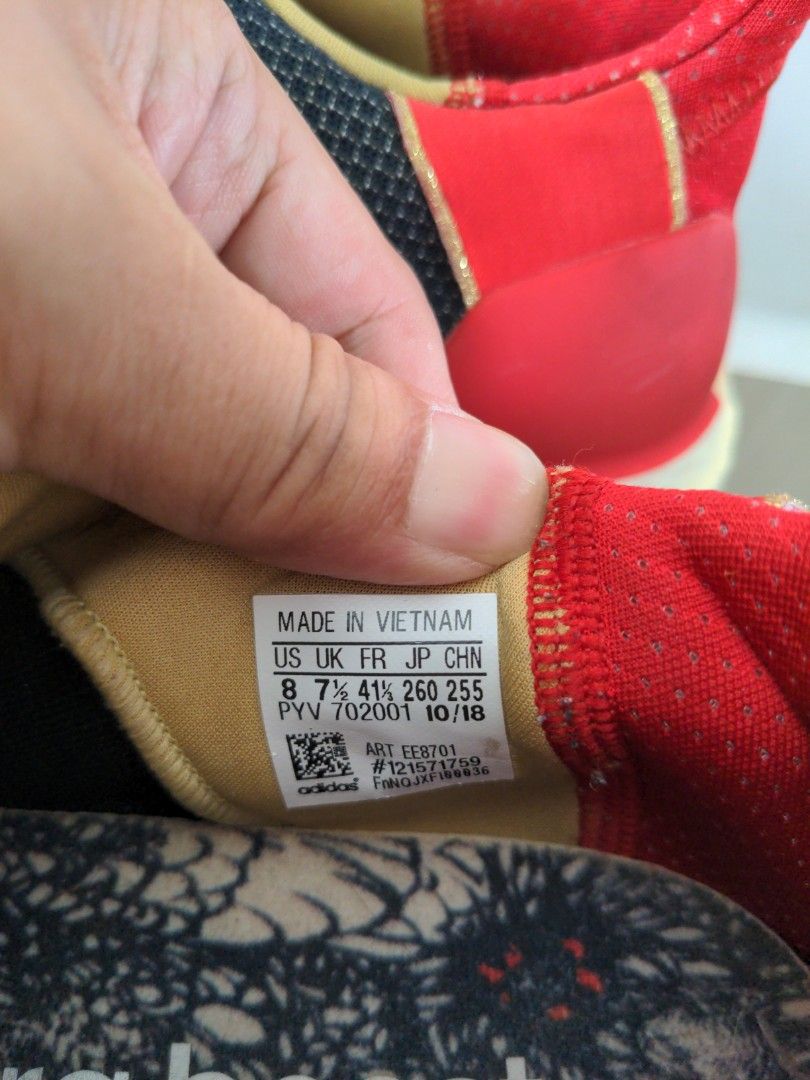 MADE IN VIETNAM
US UK FR JP CHN
8 7½ 41⅓ 260 255
PYV 702001 10/18
ART EE8701
#121571759
adidas FnNQJXFI00036